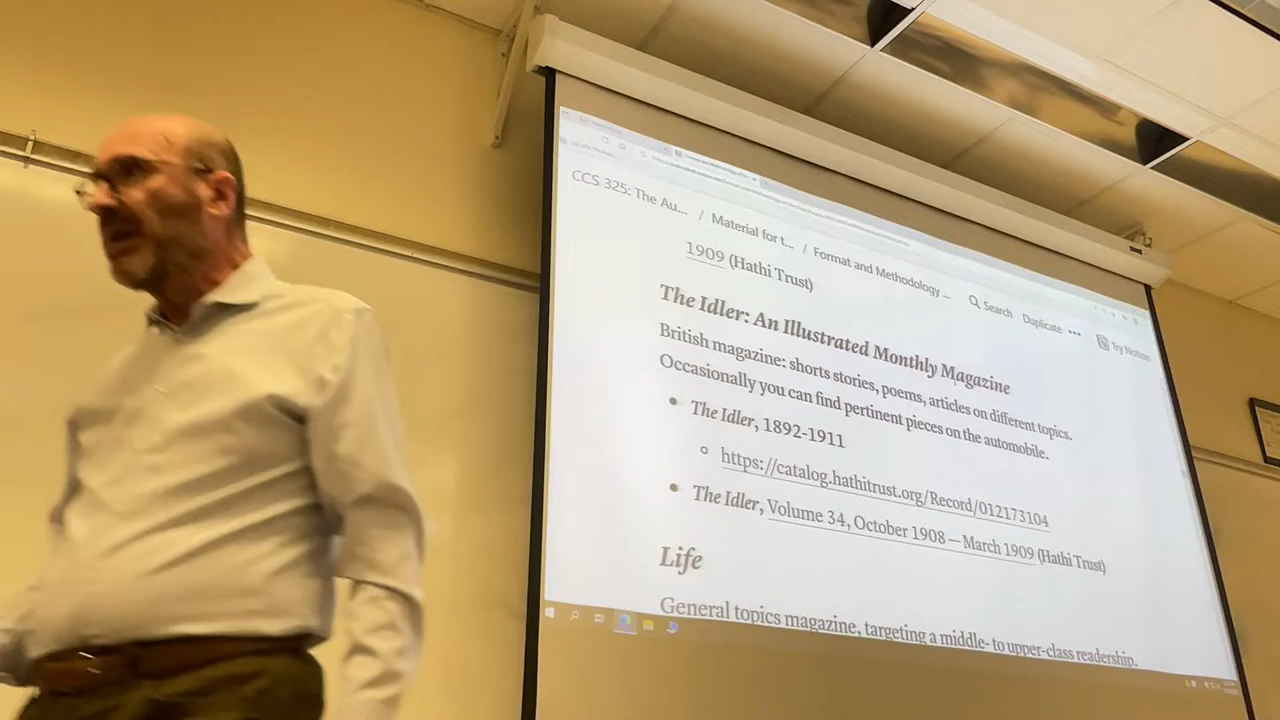 CCS 325: The Au... / Material for t... / Format and Methodology ... Search Duplicate ••• Try Notion
1909 (Hathi Trust)
The Idler: An Illustrated Monthly Magazine
British magazine: shorts stories, poems, articles on different topics.
Occasionally you can find pertinent pieces on the automobile.
• The Idler, 1892-1911
○ https://catalog.hathitrust.org/Record/012173104
• The Idler, Volume 34, October 1908 — March 1909 (Hathi Trust)
Life
General topics magazine, targeting a middle- to upper-class readership.